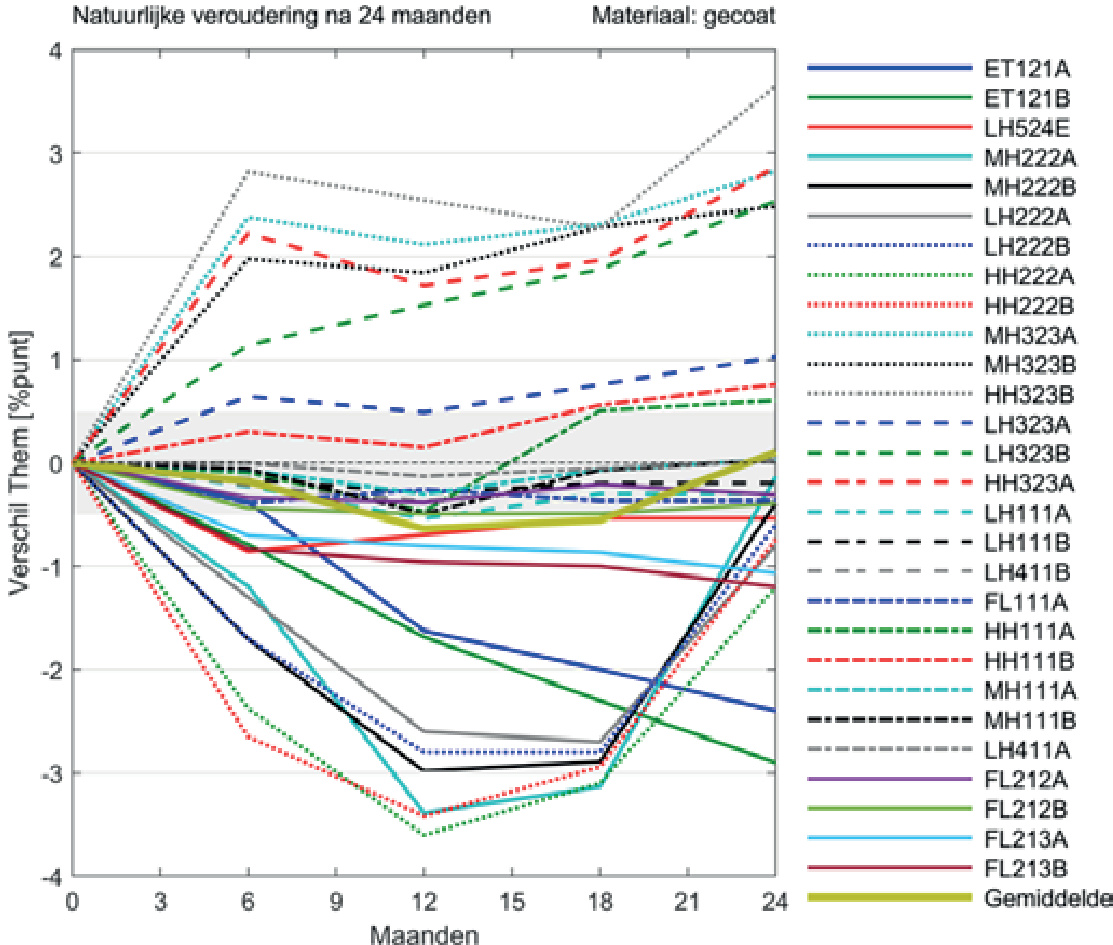 Natuurlijke veroudering na 24 maanden
Materiaal: gecoat
4
3
2
1
0
-1
-2
-3
-4
Verschil Them [%punt]
0 3 6 9 12 15 18 21 24
Maanden
ET121A
ET121B
LH524E
MH222A
MH222B
LH222A
LH222B
HH222A
HH222B
MH323A
MH323B
HH323B
LH323A
LH323B
HH323A
LH111A
LH111B
LH411B
FL111A
HH111A
HH111B
MH111A
MH111B
LH411A
FL212A
FL212B
FL213A
FL213B
Gemiddelde